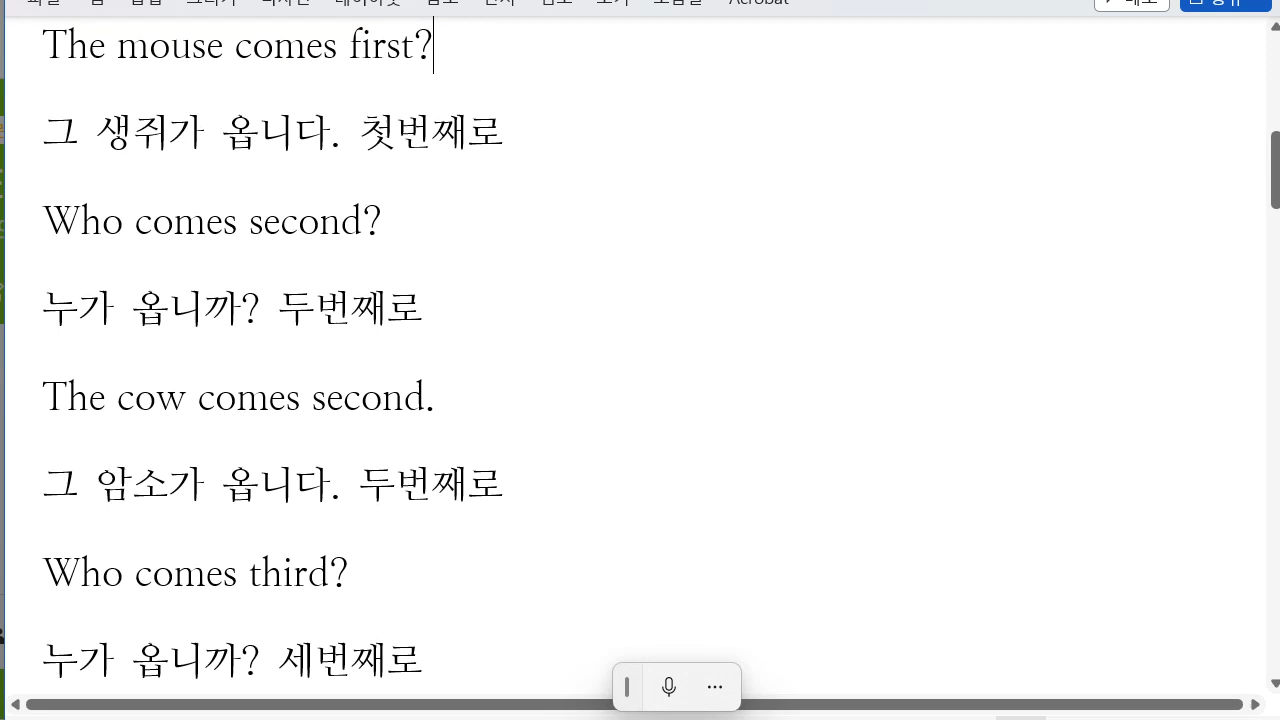 Acrobat
The mouse comes first?
그 생쥐가 옵니다. 첫번째로
Who comes second?
누가 옵니까? 두번째로
The cow comes second.
그 암소가 옵니다. 두번째로
Who comes third?
누가 옵니까? 세번째로